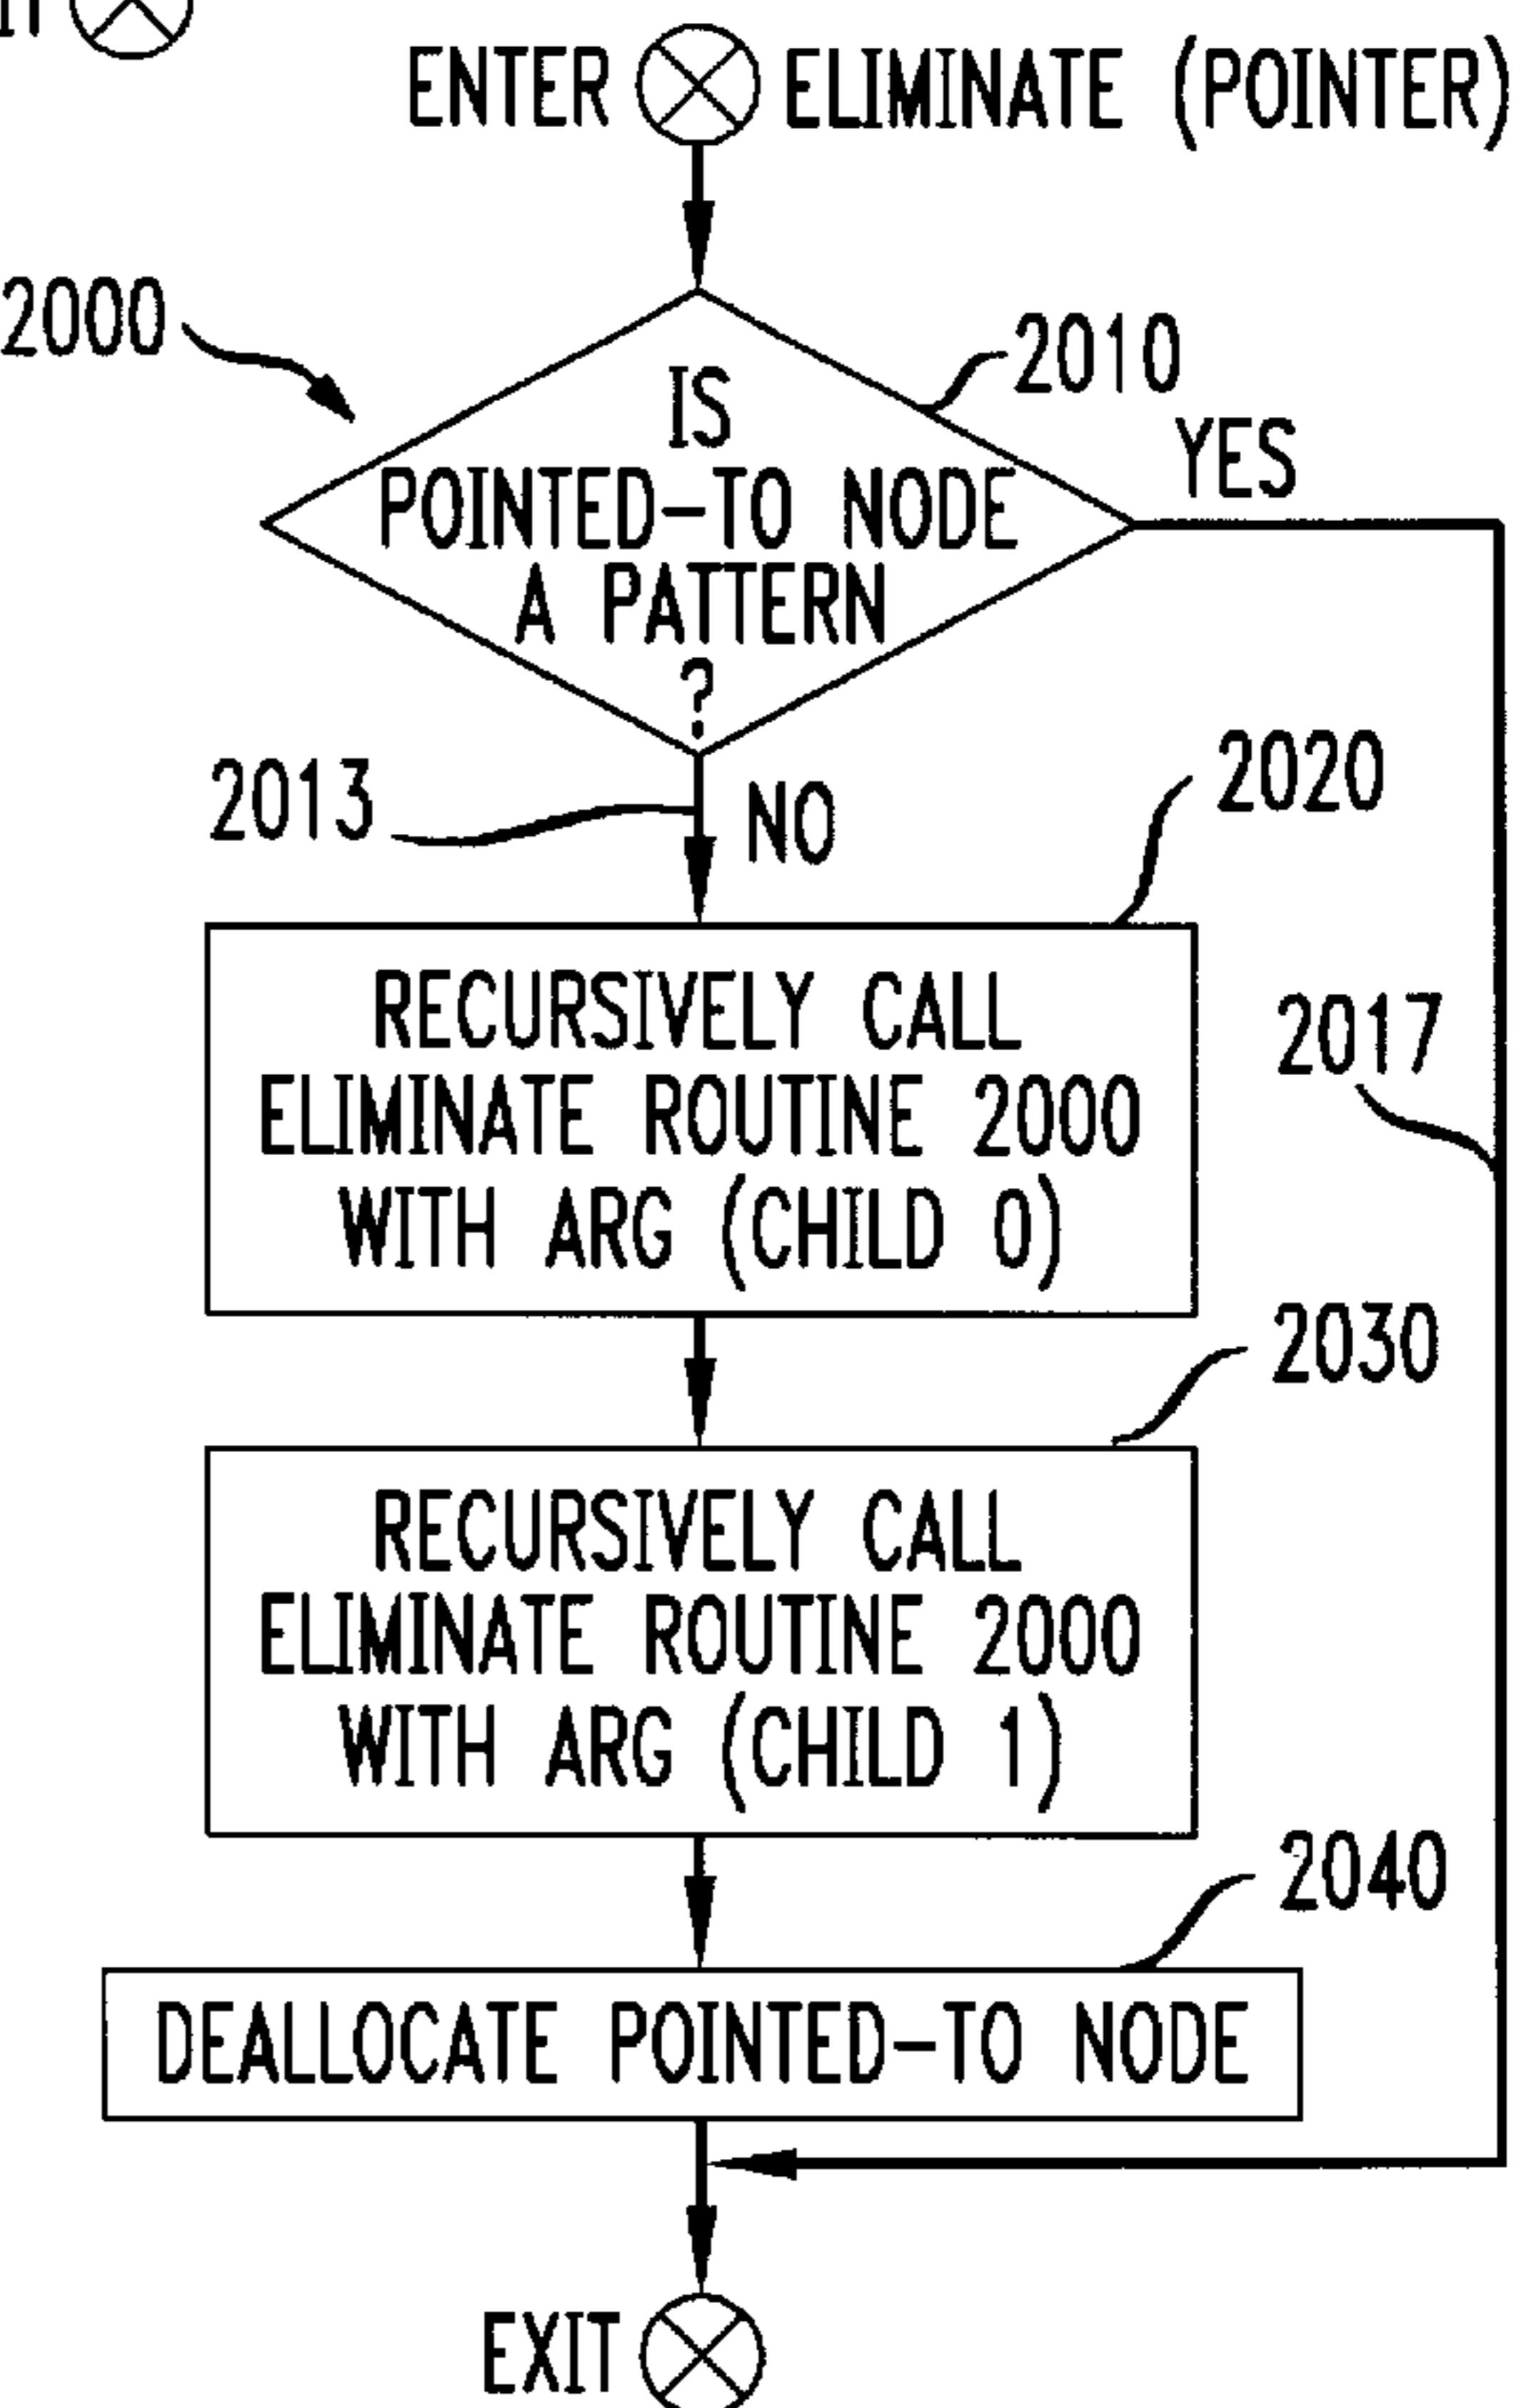 ENTER ELIMINATE (POINTER)
2000
2010
IS
POINTED-TO NODE
A PATTERN
?
YES
2013
NO
2020
RECURSIVELY CALL
ELIMINATE ROUTINE 2000
WITH ARG (CHILD 0)
2017
2030
RECURSIVELY CALL
ELIMINATE ROUTINE 2000
WITH ARG (CHILD 1)
2040
DEALLOCATE POINTED-TO NODE
EXIT